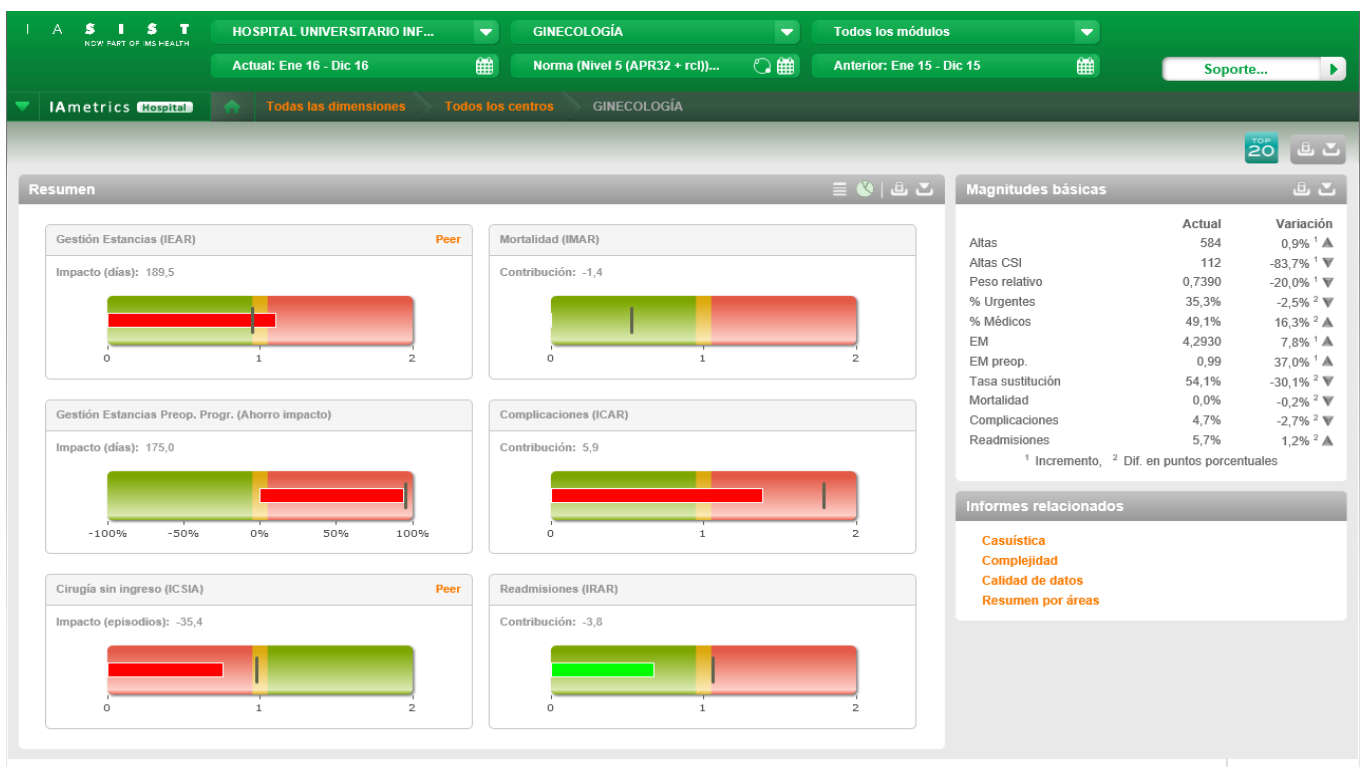 I A S I S T
NOW PART OF IMS HEALTH
HOSPITAL UNIVERSITARIO INF...
GINECOLOGÍA
Todos los módulos
Actual: Ene 16 - Dic 16
Norma (Nivel 5 (APR32 + rcl))...
Anterior: Ene 15 - Dic 15
Soporte...
IAmetrics Hospital
Todas las dimensiones
Todos los centros
GINECOLOGÍA
TOP
20
Resumen
Gestión Estancias (IEAR) Peer
Impacto (días): 189,5
0 1 2
Mortalidad (IMAR)
Contribución: -1,4
0 1 2
Gestión Estancias Preop. Progr. (Ahorro impacto)
Impacto (días): 175,0
-100% -50% 0% 50% 100%
Complicaciones (ICAR)
Contribución: 5,9
0 1 2
Cirugía sin ingreso (ICSIA) Peer
Impacto (episodios): -35,4
0 1 2
Readmisiones (IRAR)
Contribución: -3,8
0 1 2
Magnitudes básicas
Actual Variación
Altas 584 0,9% ¹ ▲
Altas CSI 112 -83,7% ¹ ▼
Peso relativo 0,7390 -20,0% ¹ ▼
% Urgentes 35,3% -2,5% ² ▼
% Médicos 49,1% 16,3% ² ▲
EM 4,2930 7,8% ¹ ▲
EM preop. 0,99 37,0% ¹ ▲
Tasa sustitución 54,1% -30,1% ² ▼
Mortalidad 0,0% -0,2% ² ▼
Complicaciones 4,7% -2,7% ² ▼
Readmisiones 5,7% 1,2% ² ▲
¹ Incremento, ² Dif. en puntos porcentuales
Informes relacionados
Casuística
Complejidad
Calidad de datos
Resumen por áreas